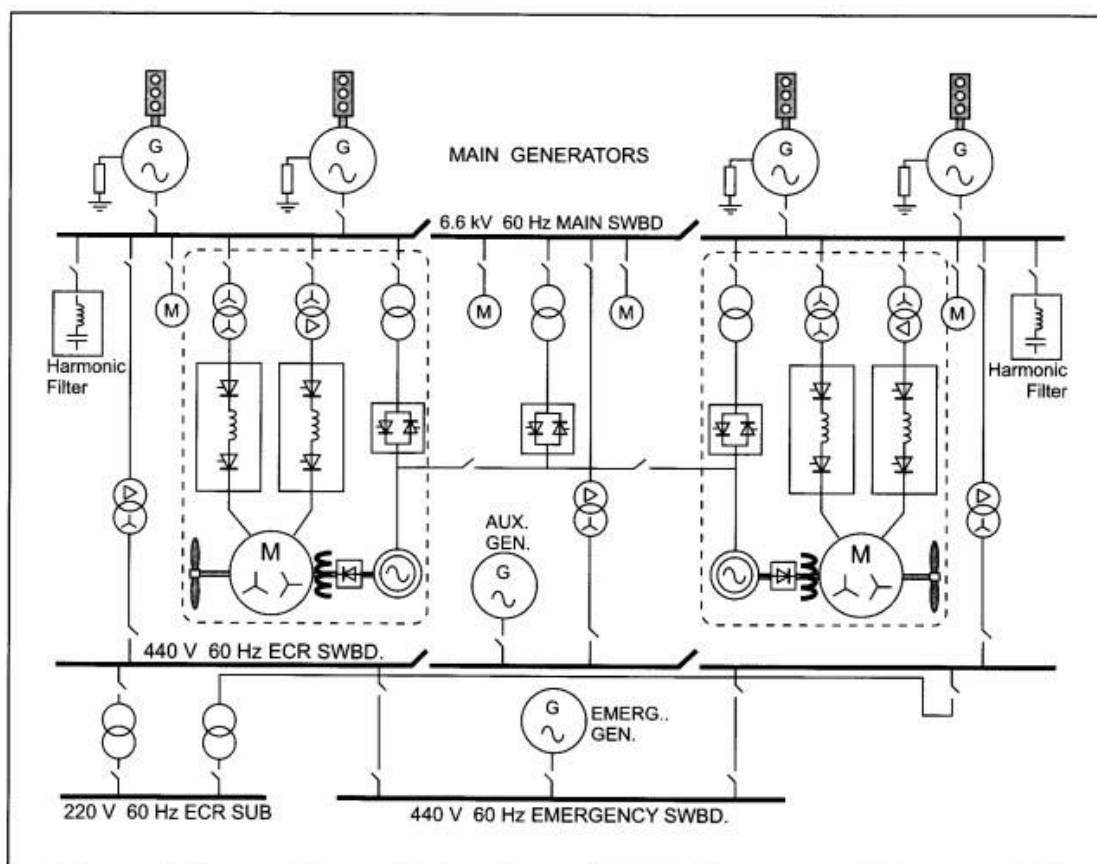 G
G
G
G
MAIN GENERATORS
6.6 kV 60 Hz MAIN SWBD
M
M
M
M
Harmonic
Filter
Harmonic
Filter
AUX.
GEN.
G
M
M
440 V 60 Hz ECR SWBD.
G
EMERG..
GEN.
220 V 60 Hz ECR SUB
440 V 60 Hz EMERGENCY SWBD.